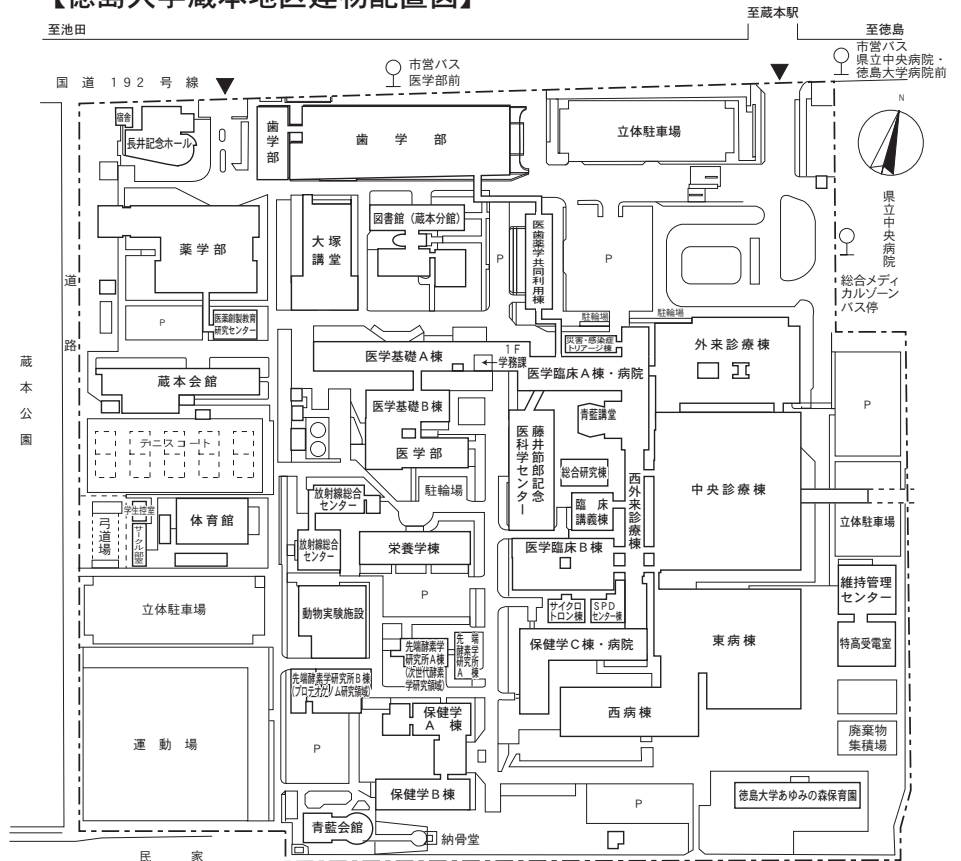 【徳島大学蔵本地区建物配置図】
至蔵本駅
至池田
至徳島
市営バス
医学部前
市営バス
県立中央病院・
徳島大学病院前
国道192号線
N
宿舎
長井記念ホール
歯学部
歯学部
立体駐車場
県立中央病院
総合メディ
カルゾーン
バス停
薬学部
大塚
講堂
図書館（蔵本分館）
医歯薬学共同利用棟
P
P
道路
P
医薬創製教育
研究センター
駐輪場
駐輪場
災害・感染症
トリアージ棟
外来診療棟
医学基礎A棟
1F
←学務課
医学臨床A棟・病院
蔵本公園
蔵本会館
医学基礎B棟
青藍講堂
P
テニスコート
医学部
藤井節郎記念
医科学センター
総合研究棟
西外来診療棟
中央診療棟
放射線総合
センター
駐輪場
臨床
講義棟
学生控室
弓道場
サークル部室
体育館
立体駐車場
放射線総合
センター
栄養学棟
医学臨床B棟
維持管理
センター
立体駐車場
動物実験施設
P
サイクロ
トロン棟
SPD
センター棟
東病棟
特高受電室
先端酵素学
研究所A棟
(次世代酵素
学研究領域)
先端
酵素学
研究所
A棟
保健学C棟・病院
先端酵素学研究所B棟
(プロテオゲノム研究領域)
西病棟
保健学
A棟
廃棄物
集積場
運動場
P
保健学B棟
P
徳島大学あゆみの森保育園
青藍会館
納骨堂
民家